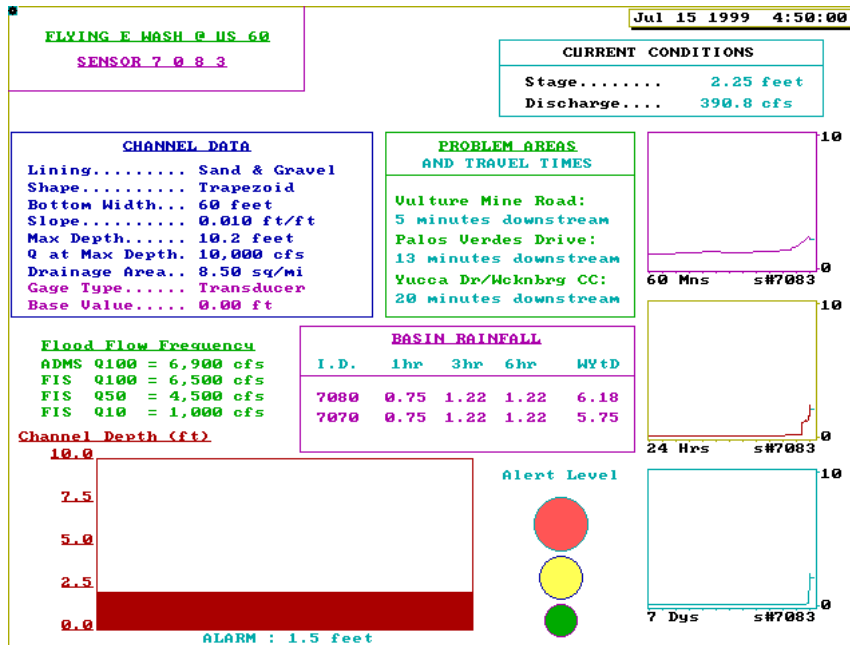 FLYING E WASH @ US 60
SENSOR 7 0 8 3
Jul 15 1999  4:50:00
CURRENT CONDITIONS
Stage........ 2.25 feet
Discharge.... 390.8 cfs
CHANNEL DATA
Lining......... Sand & Gravel
Shape.......... Trapezoid
Bottom Width... 60 feet
Slope.......... 0.010 ft/ft
Max Depth...... 10.2 feet
Q at Max Depth. 10,000 cfs
Drainage Area.. 8.50 sq/mi
Gage Type...... Transducer
Base Value..... 0.00 ft
PROBLEM AREAS
AND TRAVEL TIMES
Vulture Mine Road:
5 minutes downstream
Palos Verdes Drive:
13 minutes downstream
Yucca Dr/Wcknbrg CC:
20 minutes downstream
10
0
60 Mns s#7083
Flood Flow Frequency
ADMS Q100 = 6,900 cfs
FIS Q100 = 6,500 cfs
FIS Q50 = 4,500 cfs
FIS Q10 = 1,000 cfs
BASIN RAINFALL
I.D. 1hr 3hr 6hr WYtD
7080 0.75 1.22 1.22 6.18
7070 0.75 1.22 1.22 5.75
10
0
24 Hrs s#7083
Channel Depth (ft)
10.0
7.5
5.0
2.5
0.0
ALARM : 1.5 feet
Alert Level
10
0
7 Dys s#7083